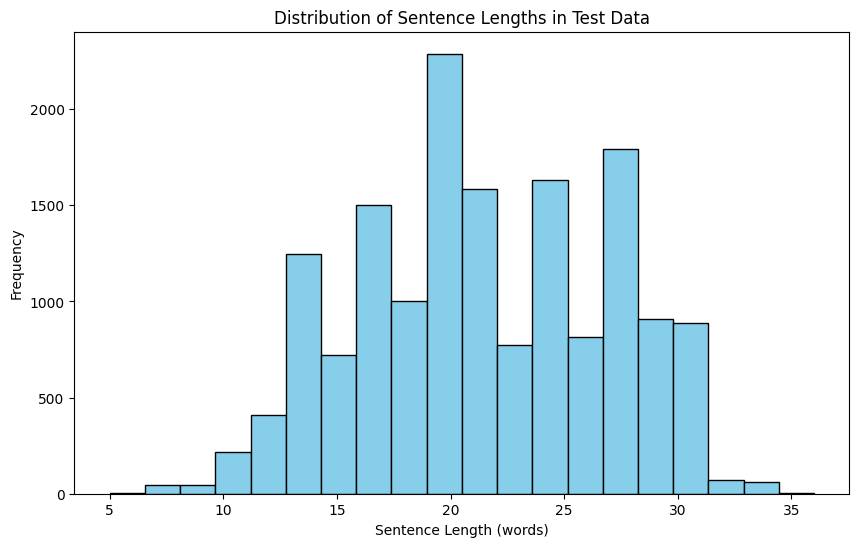 Distribution of Sentence Lengths in Test Data
Frequency
2000
1500
1000
500
0
5 10 15 20 25 30 35
Sentence Length (words)